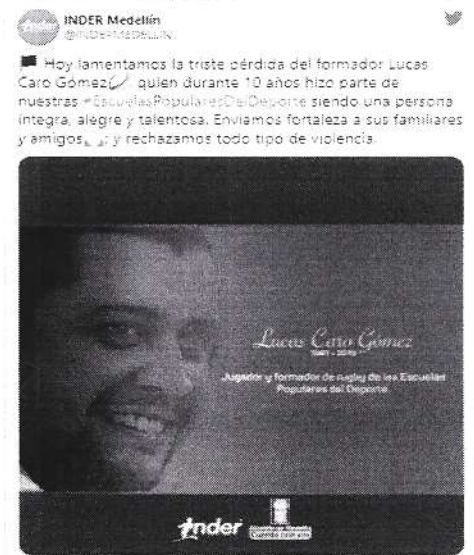 INDER Medellín
@INDERMEDELLIN
Hoy lamentamos la triste pérdida del formador Lucas
Caro Gómez, quien durante 10 años hizo parte de
nuestras #EscuelasPopularesDelDeporte siendo una persona
íntegra, alegre y talentosa. Enviamos fortaleza a sus familiares
y amigos y rechazamos todo tipo de violencia.
Lucas Caro Gómez
Jugador y formador de rugby de las Escuelas
Populares del Deporte
inder